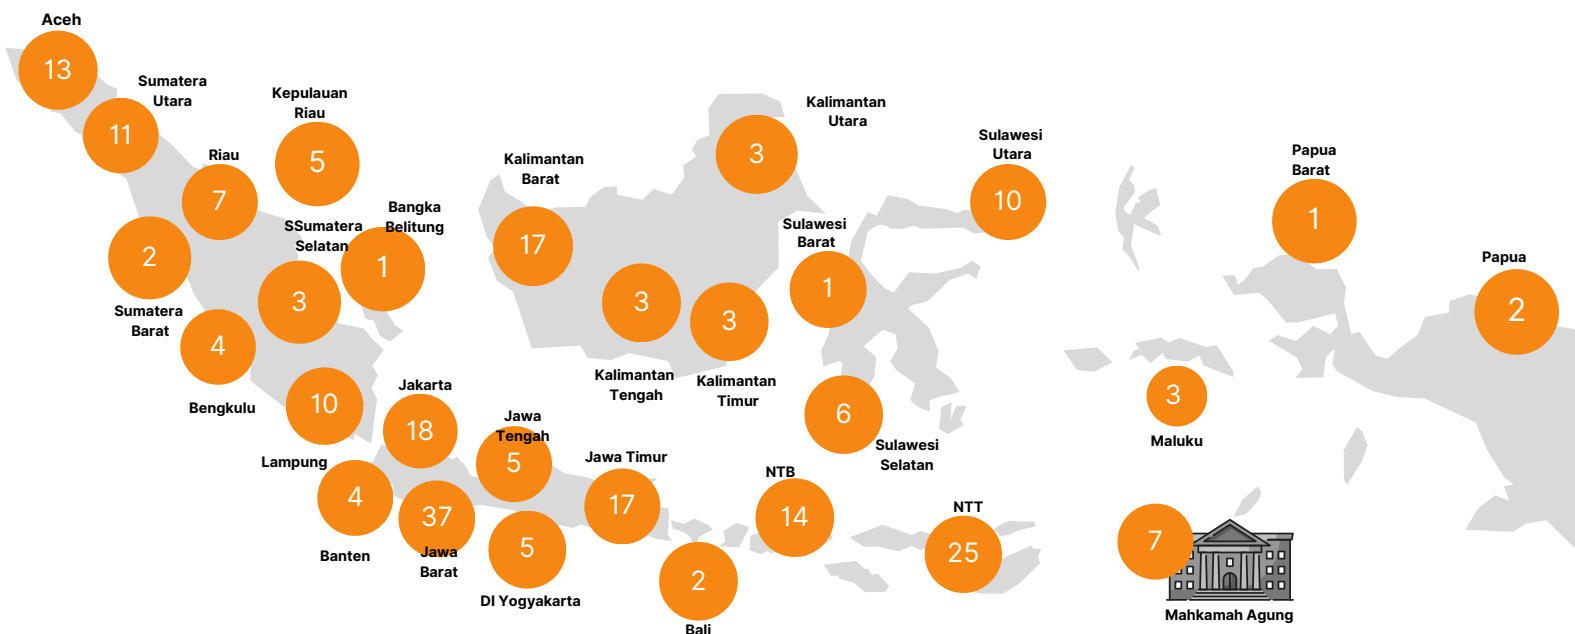 Aceh
13
Sumatera
Utara
11
Kepulauan
Riau
5
Riau
7
Bangka
Belitung
1
SSumatera
Selatan
3
2
Sumatera
Barat
4
Bengkulu
10
Lampung
Jakarta
18
4
Banten
37
Jawa
Barat
Jawa
Tengah
5
5
DI Yogyakarta
Jawa Timur
17
2
Bali
NTB
14
NTT
25
Kalimantan
Barat
17
Kalimantan
Utara
3
3
Kalimantan
Tengah
3
Kalimantan
Timur
Sulawesi
Utara
10
Sulawesi
Barat
1
6
Sulawesi
Selatan
Papua
Barat
1
Papua
2
3
Maluku
7
Mahkamah Agung